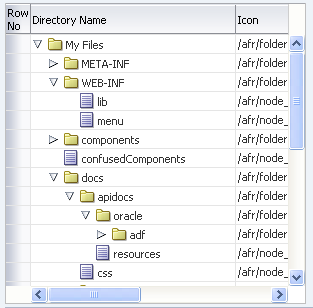 Row No Directory Name Icon
My Files /afr/folder
META-INF /afr/folder
WEB-INF /afr/folder
lib /afr/node_
menu /afr/node_
components /afr/folder
confusedComponents /afr/node_
docs /afr/folder
apidocs /afr/folder
oracle /afr/folder
adf /afr/folder
resources /afr/node_
css /afr/node_